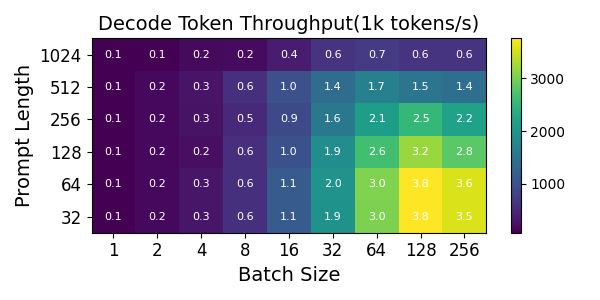 Decode Token Throughput(1k tokens/s)
Prompt Length
1024 0.1 0.1 0.2 0.2 0.4 0.6 0.7 0.6 0.6
512 0.1 0.2 0.3 0.6 1.0 1.4 1.7 1.5 1.4
256 0.1 0.2 0.3 0.5 0.9 1.6 2.1 2.5 2.2
128 0.1 0.2 0.2 0.6 1.0 1.9 2.6 3.2 2.8
64 0.1 0.2 0.3 0.6 1.1 2.0 3.0 3.8 3.6
32 0.1 0.2 0.3 0.6 1.1 1.9 3.0 3.8 3.5
1 2 4 8 16 32 64 128 256
Batch Size
3000
2000
1000